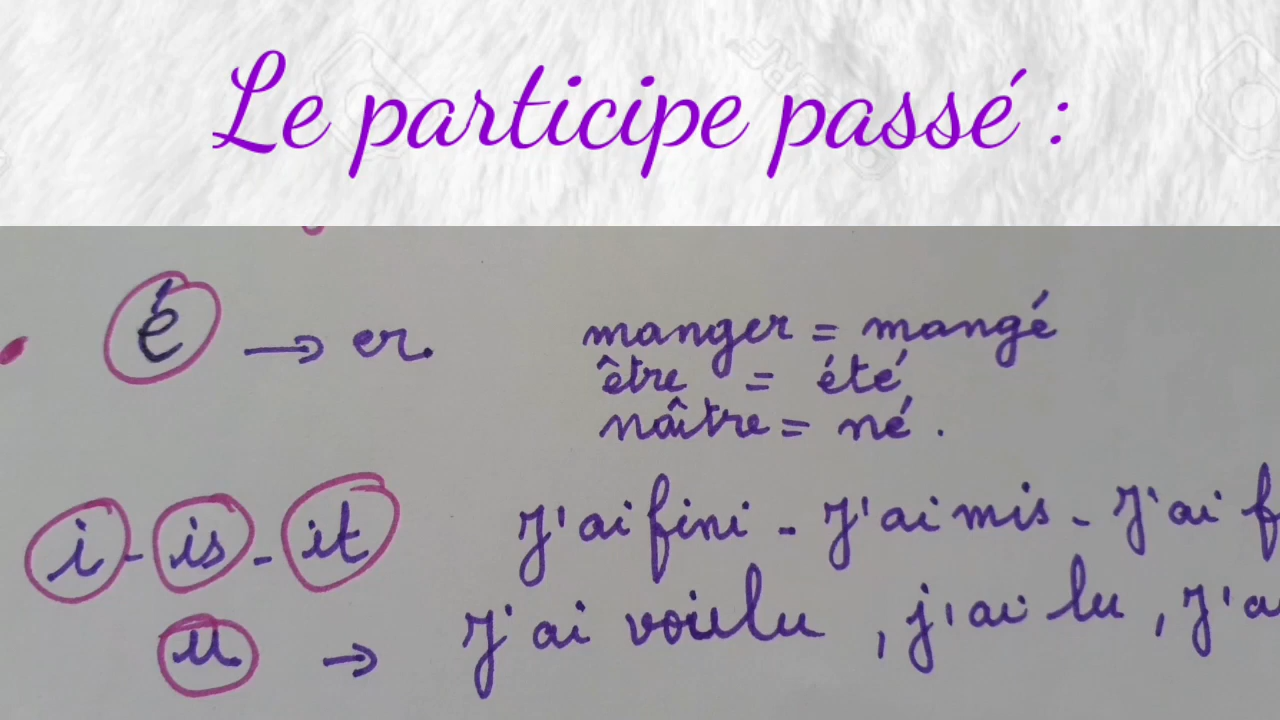 Le participe passé :
é → er.
manger = mangé
être = été
naître = né .
i - is - it
J'ai fini - J'ai mis - J'ai f
u →
J'ai voulu , j'ai lu , J'a